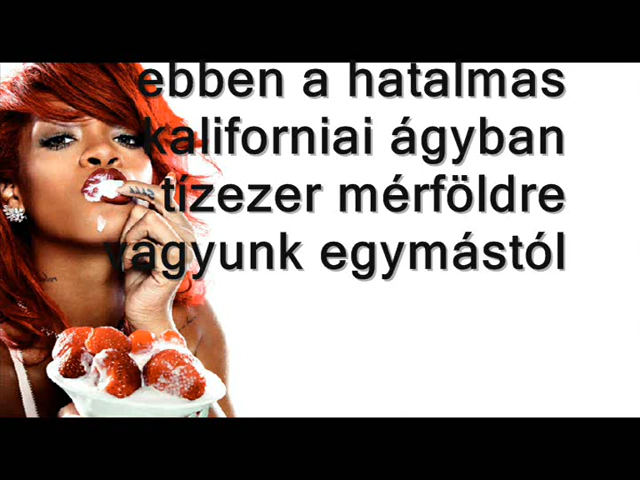 ebben a hatalmas
kaliforniai ágyban
tízezer mérföldre
vagyunk egymástól